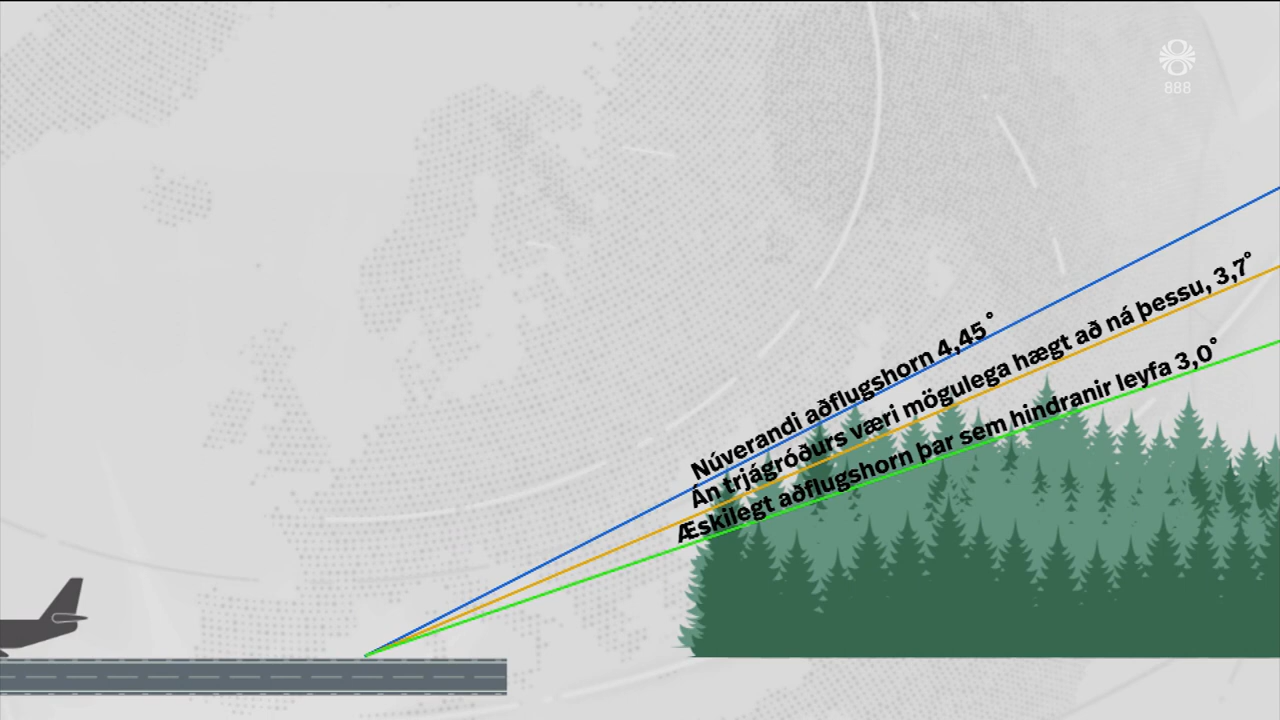 888
Núverandi aðflugshorn 4,45°
Án trjágróðurs væri mögulega hægt að ná þessu, 3,7°
Æskilegt aðflugshorn þar sem hindranir leyfa 3,0°